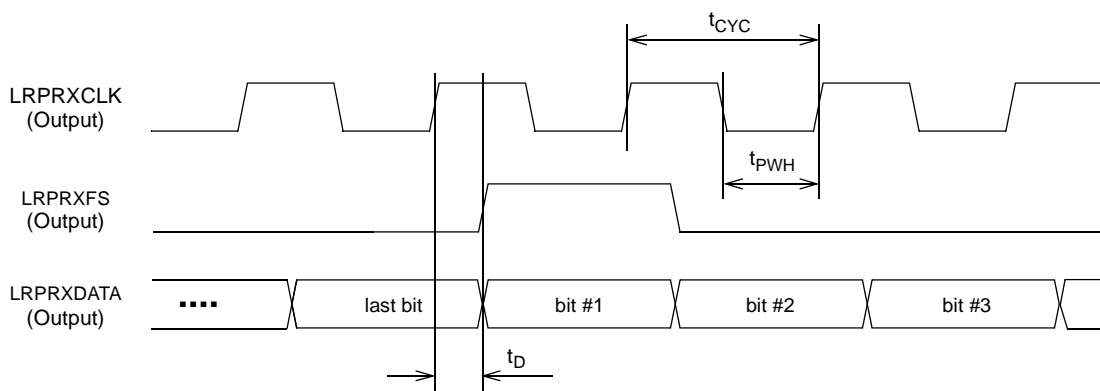 tCYC
LRPRXCLK
(Output)
tPWH
LRPRXFS
(Output)
LRPRXDATA
(Output)
....
last bit
bit #1
bit #2
bit #3
tD